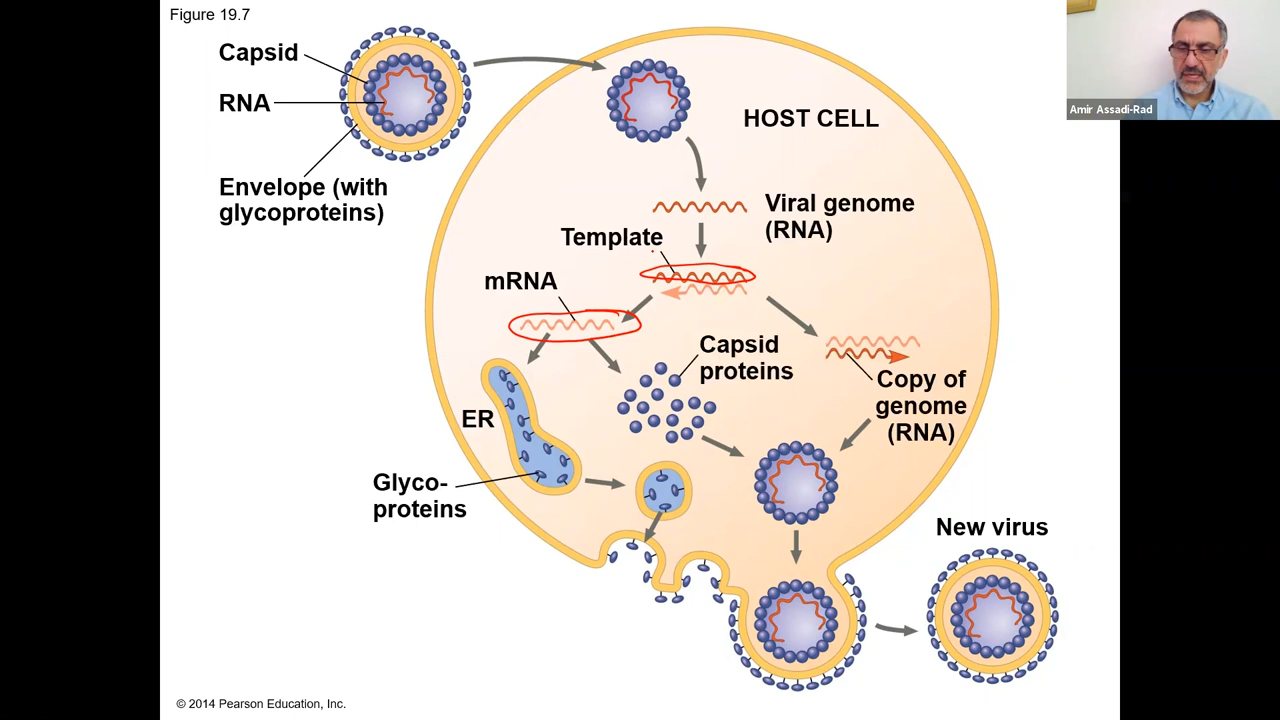 Figure 19.7
Capsid
RNA
Envelope (with
glycoproteins)
HOST CELL
Viral genome
(RNA)
Template
mRNA
Capsid
proteins
Copy of
genome
(RNA)
ER
Glyco-
proteins
New virus
© 2014 Pearson Education, Inc.
Amir Assadi-Rad